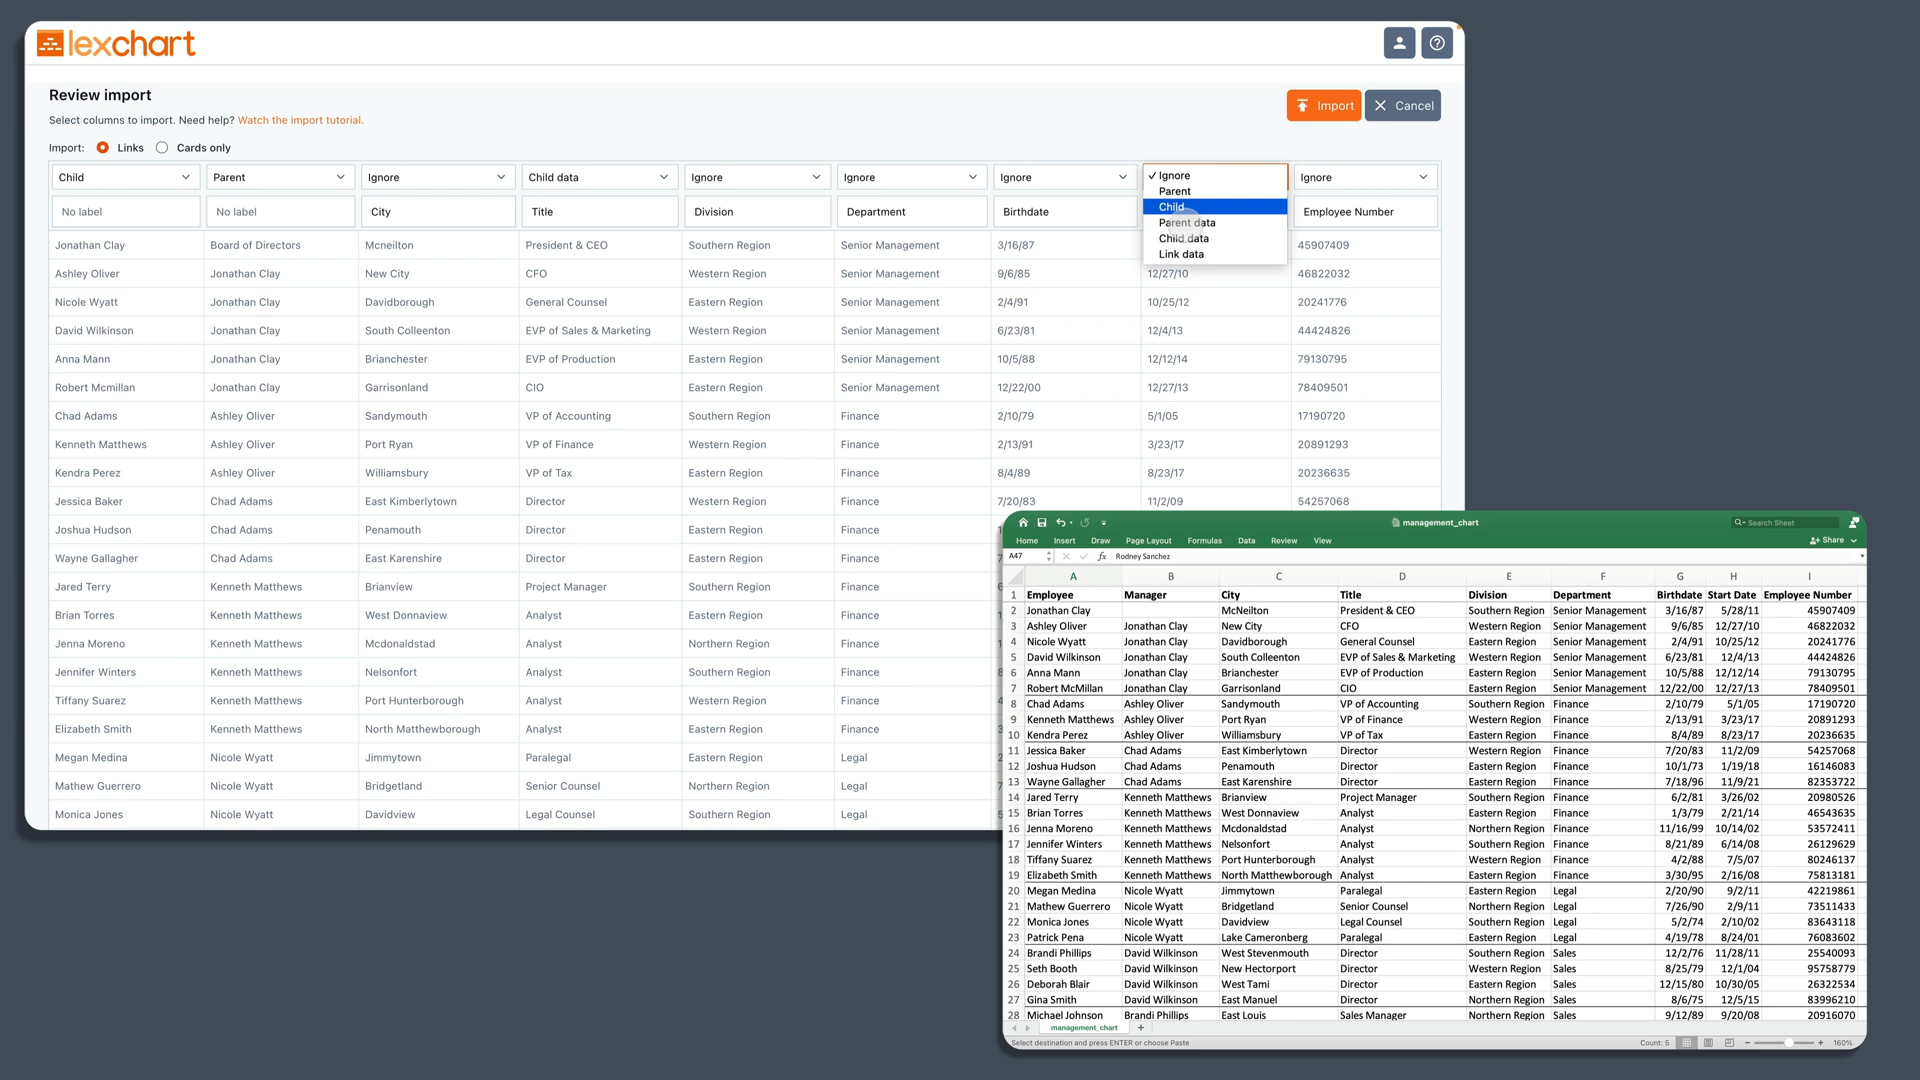 lexchart
Review import
Select columns to import. Need help? Watch the import tutorial.
Import Cancel
Import: Links Cards only
Child Parent Ignore Child data Ignore Ignore Ignore ✓ Ignore Ignore
Parent
Child
Parent data
Child data
Link data
No label No label City Title Division Department Birthdate Employee Number
Jonathan Clay Board of Directors Mcneilton President & CEO Southern Region Senior Management 3/16/87 45907409
Ashley Oliver Jonathan Clay New City CFO Western Region Senior Management 9/6/85 12/27/10 46822032
Nicole Wyatt Jonathan Clay Davidborough General Counsel Eastern Region Senior Management 2/4/91 10/25/12 20241776
David Wilkinson Jonathan Clay South Colleenton EVP of Sales & Marketing Western Region Senior Management 6/23/81 12/4/13 44424826
Anna Mann Jonathan Clay Brianchester EVP of Production Eastern Region Senior Management 10/5/88 12/12/14 79130795
Robert Mcmillan Jonathan Clay Garrisonland CIO Eastern Region Senior Management 12/22/00 12/27/13 78409501
Chad Adams Ashley Oliver Sandymouth VP of Accounting Southern Region Finance 2/10/79 5/1/05 17190720
Kenneth Matthews Ashley Oliver Port Ryan VP of Finance Western Region Finance 2/13/91 3/23/17 20891293
Kendra Perez Ashley Oliver Williamsbury VP of Tax Eastern Region Finance 8/4/89 8/23/17 20236635
Jessica Baker Chad Adams East Kimberlytown Director Western Region Finance 7/20/83 11/2/09 54257068
Joshua Hudson Chad Adams Penamouth Director Eastern Region Finance
Wayne Gallagher Chad Adams East Karenshire Director Eastern Region Finance
Jared Terry Kenneth Matthews Brianview Project Manager Southern Region Finance
Brian Torres Kenneth Matthews West Donnaview Analyst Eastern Region Finance
Jenna Moreno Kenneth Matthews Mcdonaldstad Analyst Northern Region Finance
Jennifer Winters Kenneth Matthews Nelsonfort Analyst Southern Region Finance
Tiffany Suarez Kenneth Matthews Port Hunterborough Analyst Western Region Finance
Elizabeth Smith Kenneth Matthews North Matthewborough Analyst Eastern Region Finance
Megan Medina Nicole Wyatt Jimmytown Paralegal Eastern Region Legal
Mathew Guerrero Nicole Wyatt Bridgetland Senior Counsel Northern Region Legal
Monica Jones Nicole Wyatt Davidview Legal Counsel Southern Region Legal
management_chart Search Sheet
Home Insert Draw Page Layout Formulas Data Review View Share
A47 fx Rodney Sanchez
A B C D E F G H I
1 Employee Manager City Title Division Department Birthdate Start Date Employee Number
2 Jonathan Clay McNeilton President & CEO Southern Region Senior Management 3/16/87 5/28/11 45907409
3 Ashley Oliver Jonathan Clay New City CFO Western Region Senior Management 9/6/85 12/27/10 46822032
4 Nicole Wyatt Jonathan Clay Davidborough General Counsel Eastern Region Senior Management 2/4/91 10/25/12 20241776
5 David Wilkinson Jonathan Clay South Colleenton EVP of Sales & Marketing Western Region Senior Management 6/23/81 12/4/13 44424826
6 Anna Mann Jonathan Clay Brianchester EVP of Production Eastern Region Senior Management 10/5/88 12/12/14 79130795
7 Robert McMillan Jonathan Clay Garrisonland CIO Eastern Region Senior Management 12/22/00 12/27/13 78409501
8 Chad Adams Ashley Oliver Sandymouth VP of Accounting Southern Region Finance 2/10/79 5/1/05 17190720
9 Kenneth Matthews Ashley Oliver Port Ryan VP of Finance Western Region Finance 2/13/91 3/23/17 20891293
10 Kendra Perez Ashley Oliver Williamsbury VP of Tax Eastern Region Finance 8/4/89 8/23/17 20236635
11 Jessica Baker Chad Adams East Kimberlytown Director Western Region Finance 7/20/83 11/2/09 54257068
12 Joshua Hudson Chad Adams Penamouth Director Eastern Region Finance 10/1/73 1/19/18 16146083
13 Wayne Gallagher Chad Adams East Karenshire Director Eastern Region Finance 7/18/96 11/9/21 82353722
14 Jared Terry Kenneth Matthews Brianview Project Manager Southern Region Finance 6/2/81 3/26/02 20980526
15 Brian Torres Kenneth Matthews West Donnaview Analyst Eastern Region Finance 1/3/79 2/21/14 46543635
16 Jenna Moreno Kenneth Matthews Mcdonaldstad Analyst Northern Region Finance 11/16/99 10/14/02 53572411
17 Jennifer Winters Kenneth Matthews Nelsonfort Analyst Southern Region Finance 8/21/89 6/14/08 26129629
18 Tiffany Suarez Kenneth Matthews Port Hunterborough Analyst Western Region Finance 4/2/88 7/5/07 80246137
19 Elizabeth Smith Kenneth Matthews North Matthewborough Analyst Eastern Region Finance 3/30/95 2/16/08 75813181
20 Megan Medina Nicole Wyatt Jimmytown Paralegal Eastern Region Legal 2/20/90 9/2/11 42219861
21 Mathew Guerrero Nicole Wyatt Bridgetland Senior Counsel Northern Region Legal 7/26/90 2/9/11 73511433
22 Monica Jones Nicole Wyatt Davidview Legal Counsel Southern Region Legal 5/2/74 2/10/02 83643118
23 Patrick Pena Nicole Wyatt Lake Cameronberg Paralegal Eastern Region Legal 4/19/78 8/24/01 76083602
24 Brandi Phillips David Wilkinson West Stevenmouth Director Southern Region Sales 12/2/76 11/28/11 25540093
25 Seth Booth David Wilkinson New Hectorport Director Western Region Sales 8/25/79 12/1/04 95758779
26 Deborah Blair David Wilkinson West Tami Director Eastern Region Sales 12/15/80 10/30/05 26322534
27 Gina Smith David Wilkinson East Manuel Director Northern Region Sales 8/6/75 12/5/15 83996210
28 Michael Johnson Brandi Phillips East Louis Sales Manager Northern Region Sales 9/12/89 9/20/08 20916070
management_chart +
Select destination and press ENTER or choose Paste Count: 5 160%